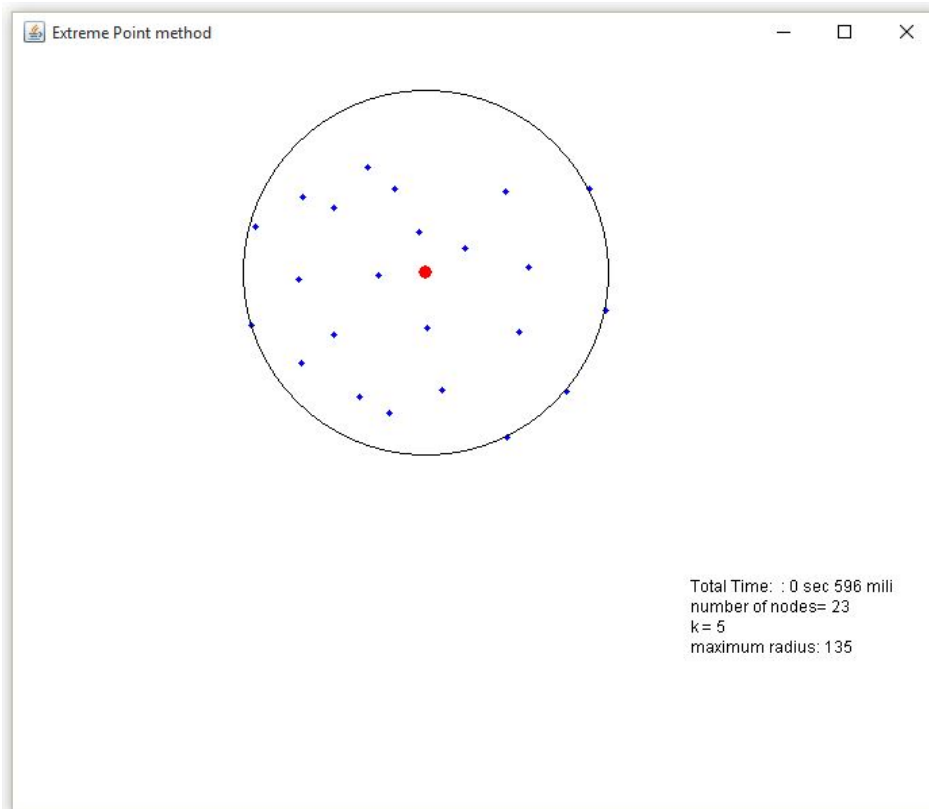 Extreme Point method
Total Time:  : 0 sec 596 mili
number of nodes= 23
k= 5
maximum radius: 135